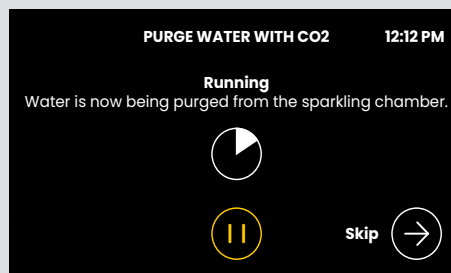 PURGE WATER WITH CO2 12:12 PM
Running
Water is now being purged from the sparkling chamber.
Skip